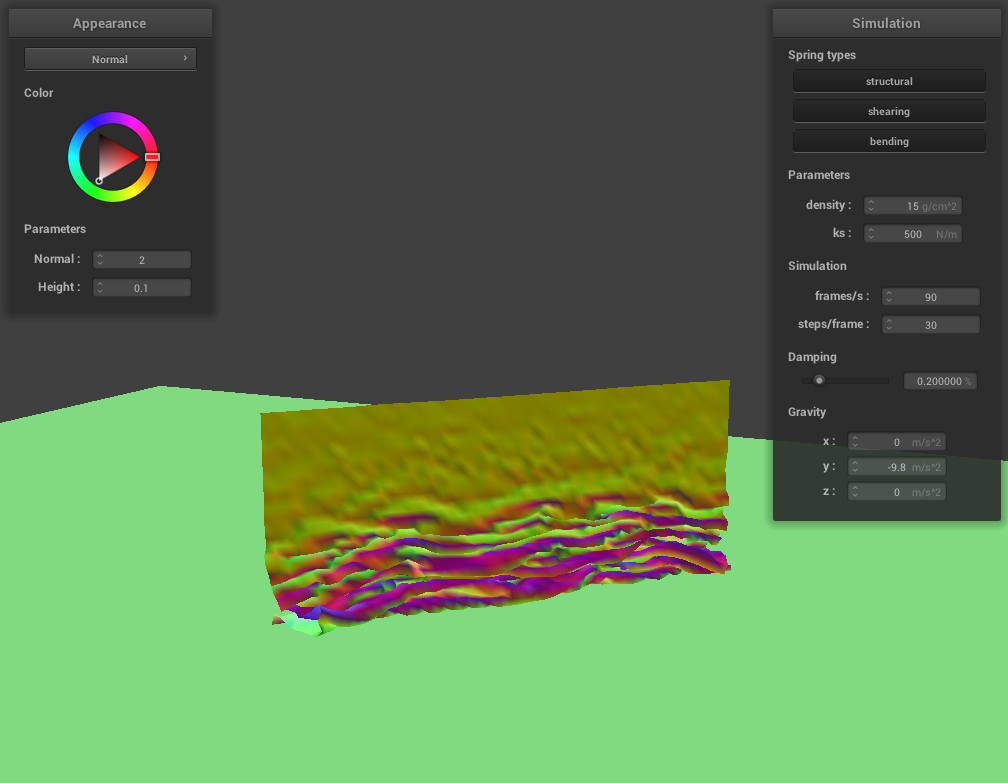 Appearance
Normal
Color
Parameters
Normal : 2
Height : 0.1
Simulation
Spring types
structural
shearing
bending
Parameters
density : 15 g/cm^2
ks : 500 N/m
Simulation
frames/s : 90
steps/frame : 30
Damping
0.200000 %
Gravity
x : 0 m/s^2
y : -9.8 m/s^2
z : 0 m/s^2